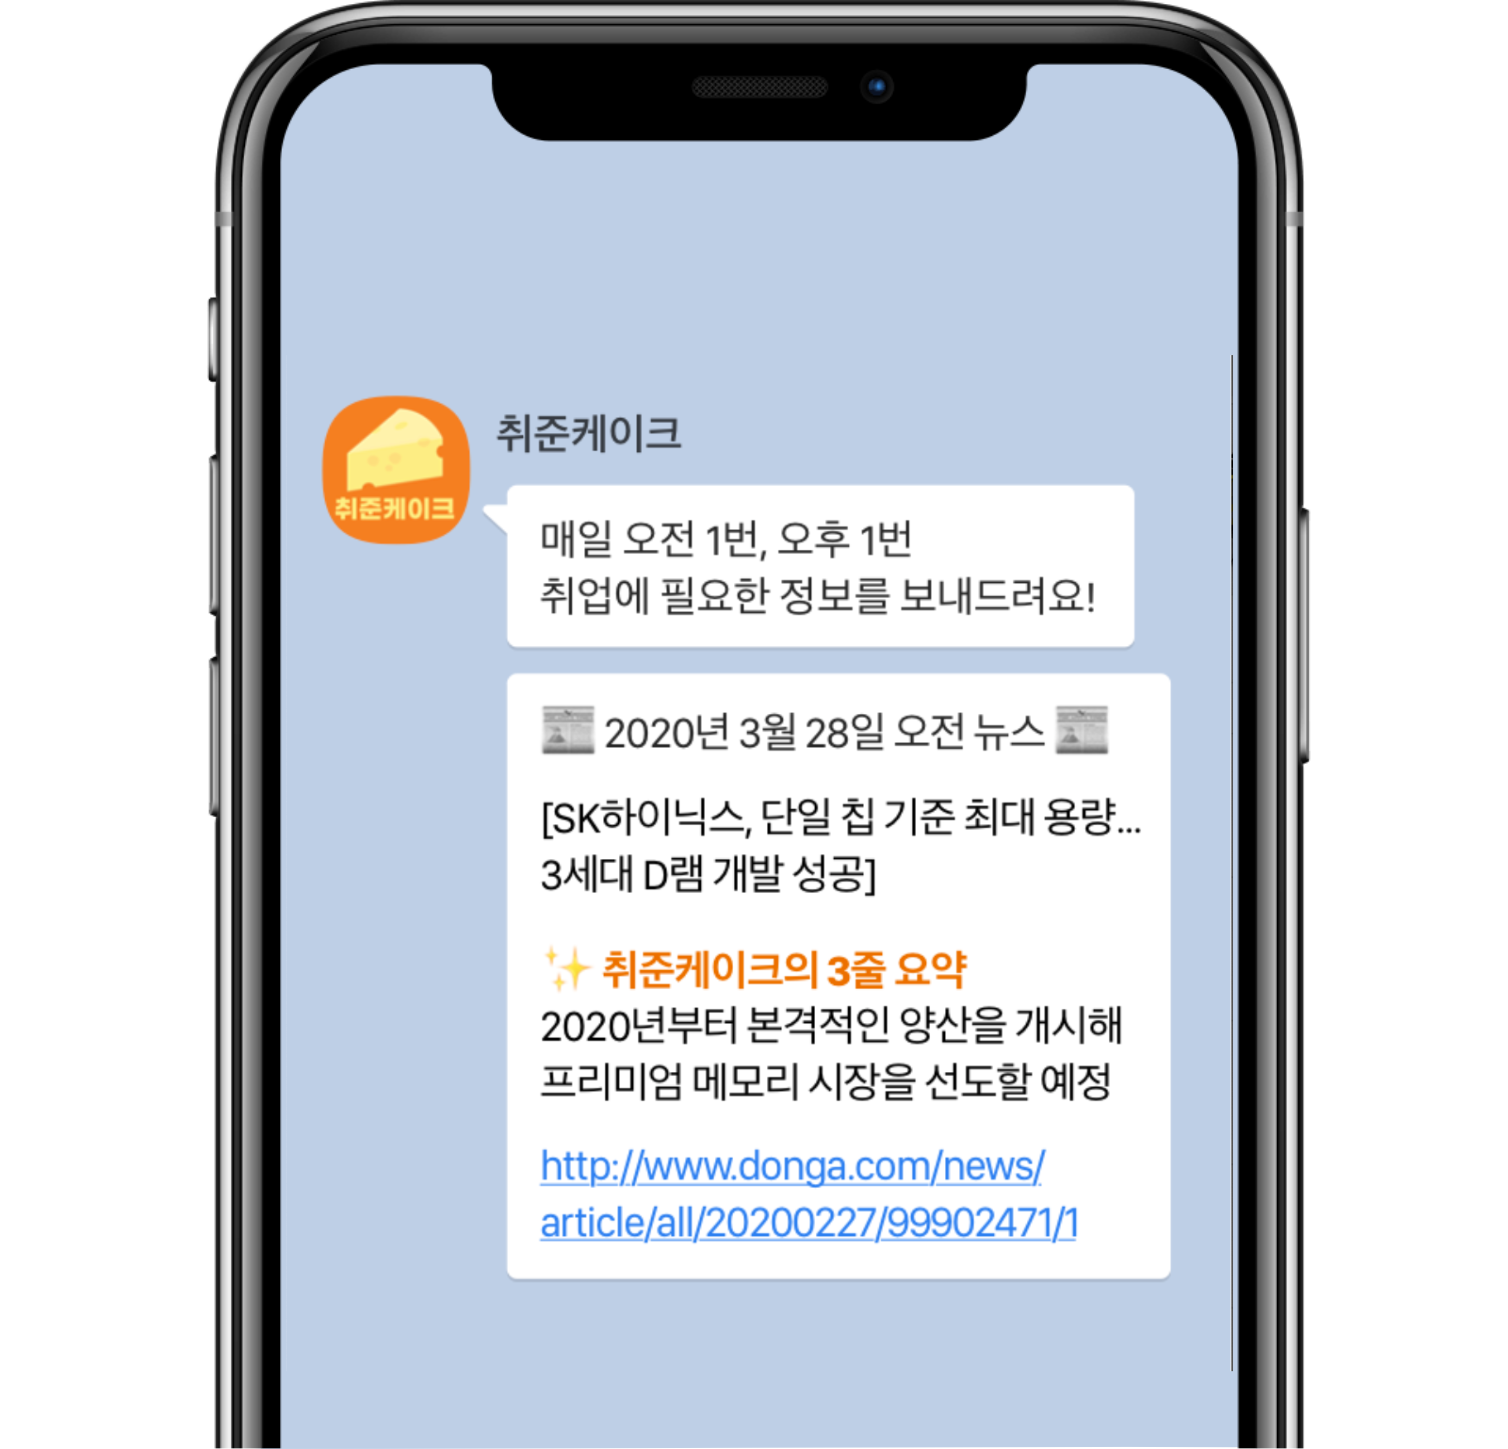 취준케이크
취준케이크
매일 오전 1번, 오후 1번
취업에 필요한 정보를 보내드려요!
2020년 3월 28일 오전 뉴스
[SK하이닉스, 단일 칩 기준 최대 용량...
3세대 D램 개발 성공]
취준케이크의 3줄 요약
2020년부터 본격적인 양산을 개시해
프리미엄 메모리 시장을 선도할 예정
http://www.donga.com/news/
article/all/20200227/99902471/1